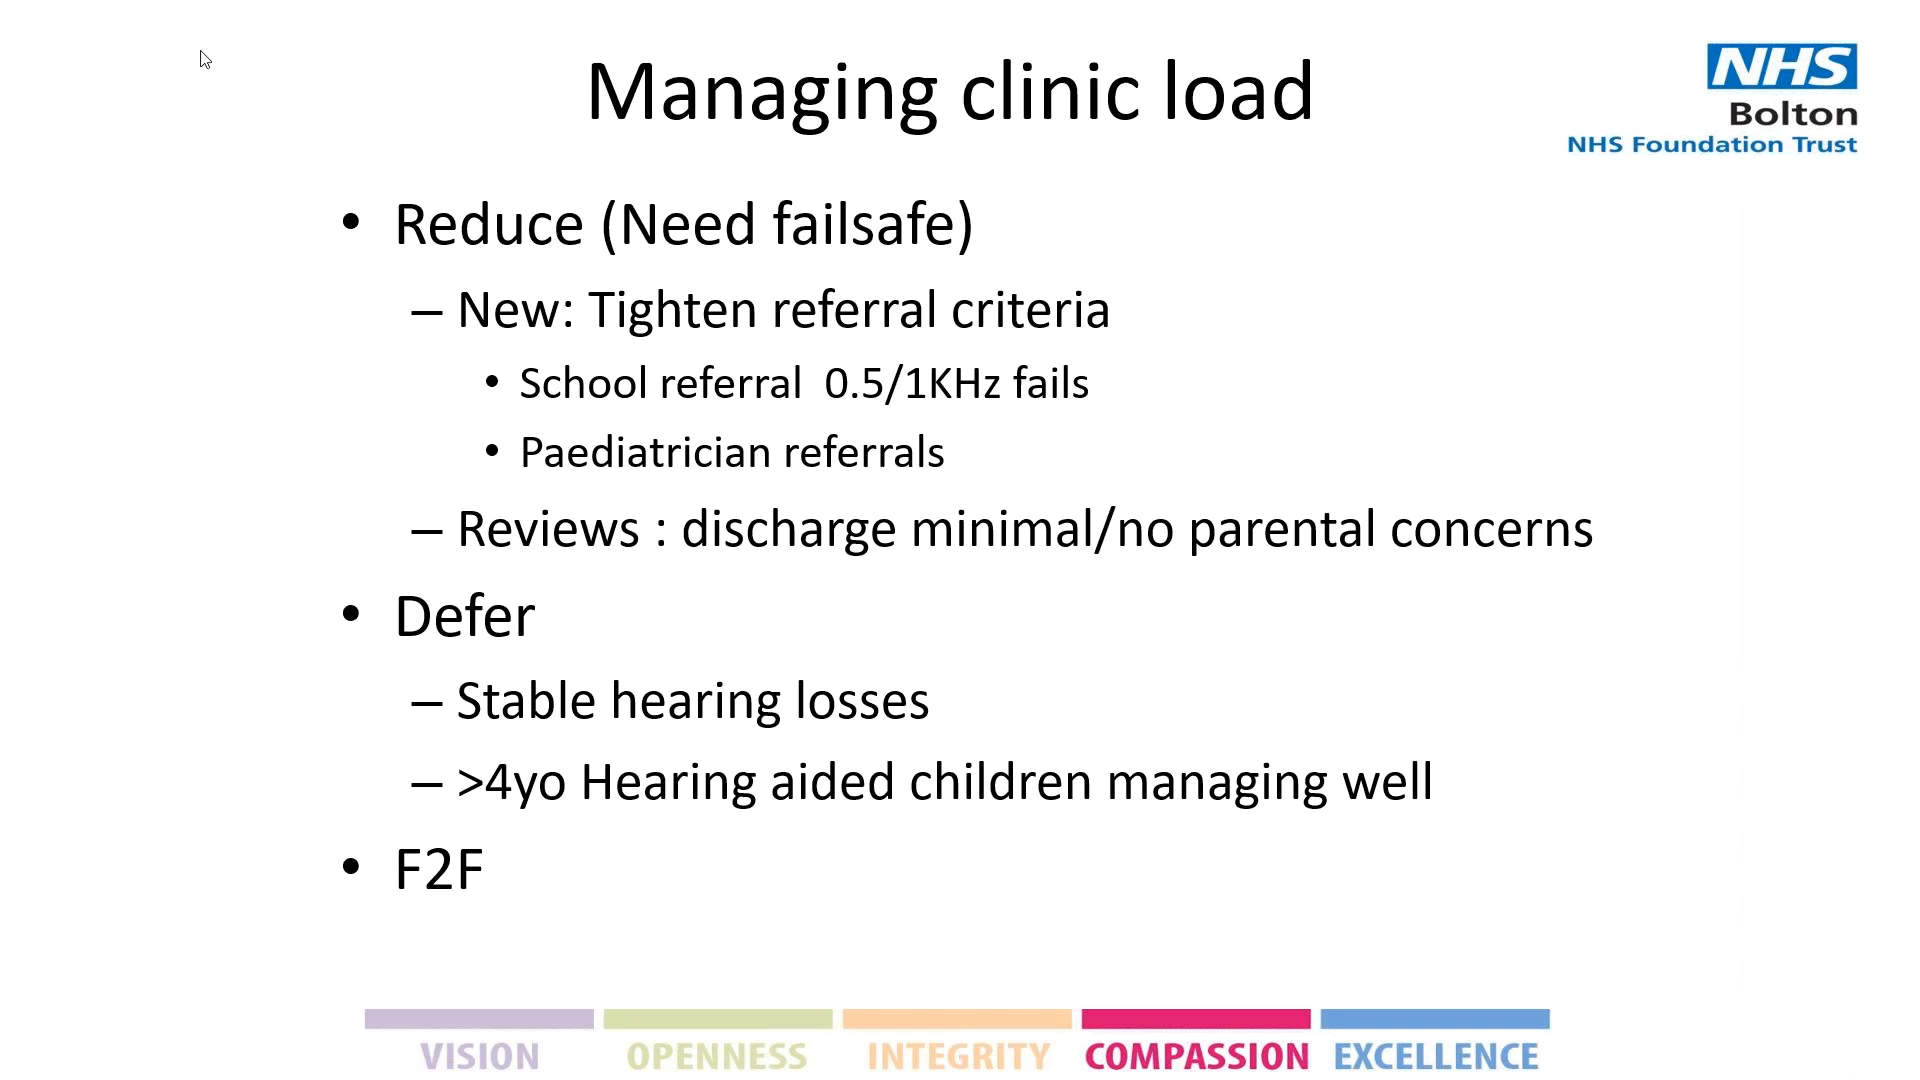 Managing clinic load
NHS
Bolton
NHS Foundation Trust
• Reduce (Need failsafe)
– New: Tighten referral criteria
• School referral  0.5/1KHz fails
• Paediatrician referrals
– Reviews : discharge minimal/no parental concerns
• Defer
– Stable hearing losses
– >4yo Hearing aided children managing well
• F2F
VISION OPENNESS INTEGRITY COMPASSION EXCELLENCE